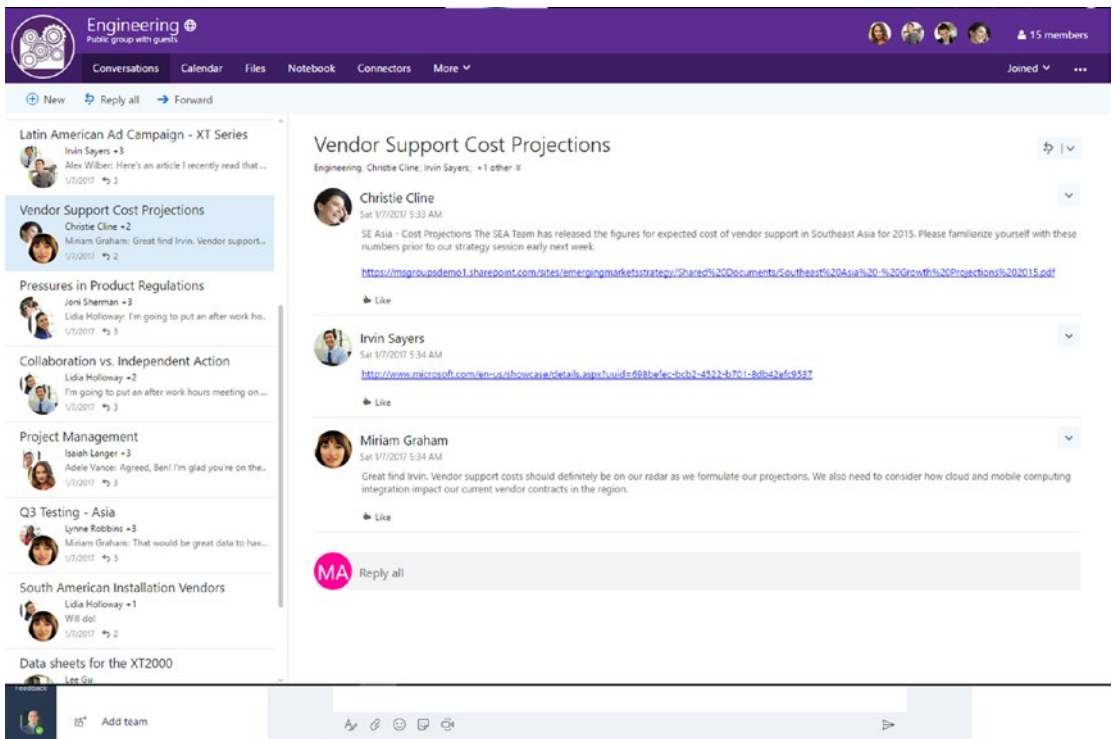 Engineering
Public group with guests
15 members
Conversations Calendar Files Notebook Connectors More
Joined
New Reply all Forward
Latin American Ad Campaign - XT Series
Irvin Sayers +3
Alex Wilber: Here's an article I recently read that ...
1/7/2017 3
Vendor Support Cost Projections
Christie Cline +2
Miriam Graham: Great find Irvin. Vendor support...
1/7/2017 2
Pressures in Product Regulations
Joni Sherman +3
Lidia Holloway: I'm going to put an after work ho..
1/7/2017 3
Collaboration vs. Independent Action
Lidia Holloway +2
I'm going to put an after work hours meeting on ...
1/7/2017 3
Project Management
Isaiah Langer +3
Adele Vance: Agreed, Ben! I'm glad you're on the..
1/7/2017 3
Q3 Testing - Asia
Lynne Robbins +3
Miriam Graham: That would be great data to hav...
1/7/2017 3
South American Installation Vendors
Lidia Holloway +1
Will do!
1/7/2017 2
Data sheets for the XT2000
Lee Gu
Vendor Support Cost Projections
Engineering; Christie Cline; Irvin Sayers; +1 other
Christie Cline
Sat 1/7/2017 5:33 AM
SE Asia - Cost Projections The SEA Team has released the figures for expected cost of vendor support in Southeast Asia for 2015. Please familiarize yourself with these
numbers prior to our strategy session early next week.
https://msgroupsdemo1.sharepoint.com/sites/emergingmarketsstrategy/Shared%20Documents/Southeast%20Asia%20-%20Growth%20Projections%202015.pdf
Like
Irvin Sayers
Sat 1/7/2017 5:34 AM
http://www.microsoft.com/en-us/showcase/details.aspx?uuid=698befec-bcb2-4522-b701-8db42efc9537
Like
Miriam Graham
Sat 1/7/2017 5:34 AM
Great find Irvin. Vendor support costs should definitely be on our radar as we formulate our projections. We also need to consider how cloud and mobile computing
integration impact our current vendor contracts in the region.
Like
MA Reply all
Feedback
Add team